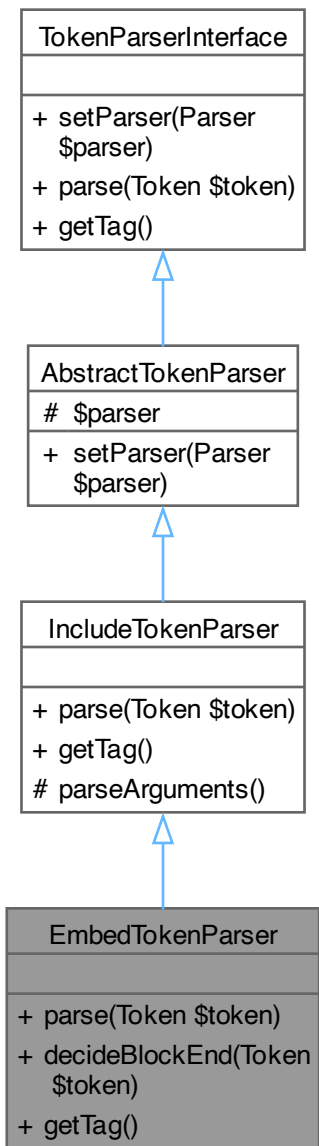 TokenParserInterface
+ setParser(Parser
$parser)
+ parse(Token $token)
+ getTag()
AbstractTokenParser
# $parser
+ setParser(Parser
$parser)
IncludeTokenParser
+ parse(Token $token)
+ getTag()
# parseArguments()
EmbedTokenParser
+ parse(Token $token)
+ decideBlockEnd(Token
$token)
+ getTag()